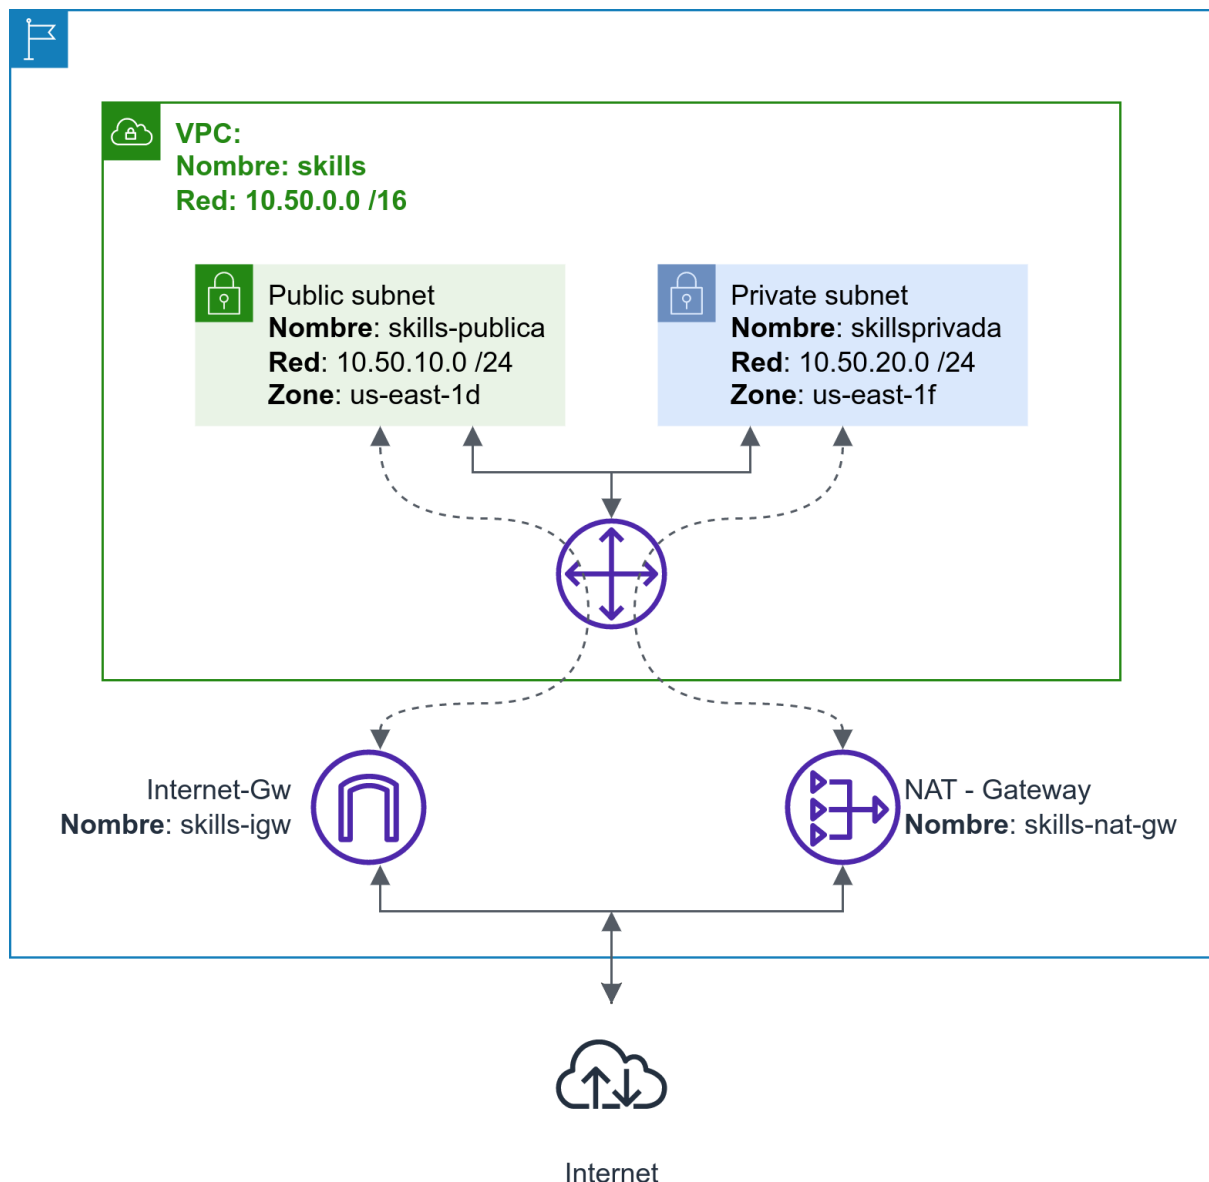 VPC:
Nombre: skills
Red: 10.50.0.0 /16
Public subnet
Nombre: skills-publica
Red: 10.50.10.0 /24
Zone: us-east-1d
Private subnet
Nombre: skillsprivada
Red: 10.50.20.0 /24
Zone: us-east-1f
Internet-Gw
Nombre: skills-igw
NAT - Gateway
Nombre: skills-nat-gw
Internet